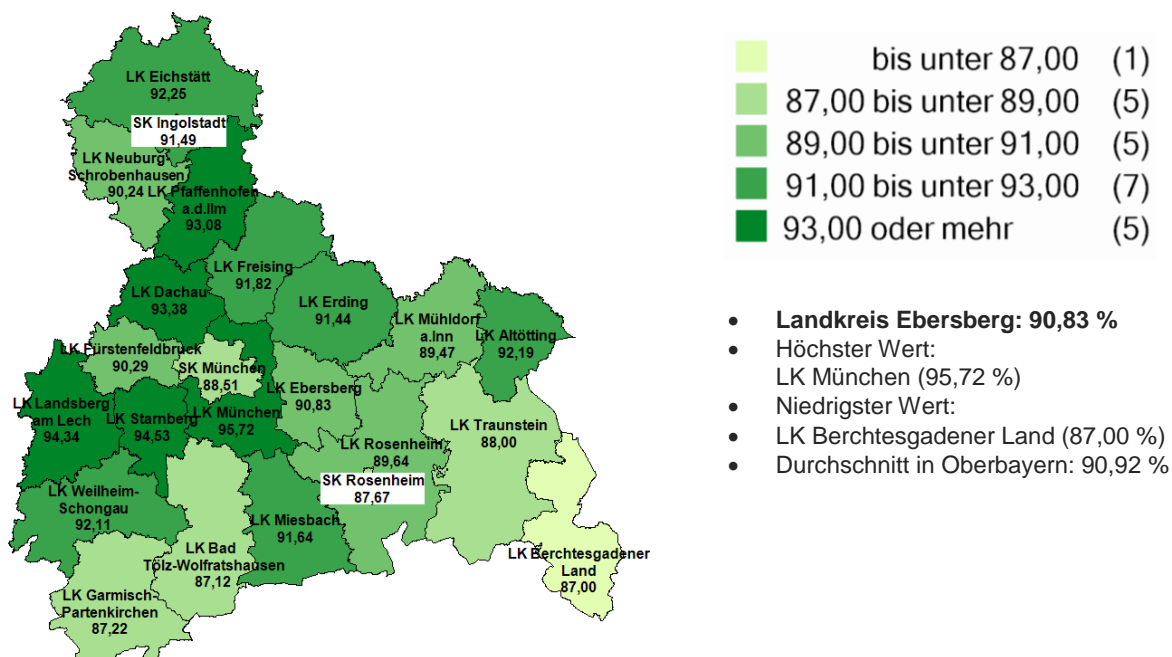 LK Eichstätt
92,25
SK Ingolstadt
91,49
LK Neuburg-
Schrobenhausen
90,24
LK Pfaffenhofen
a.d.Ilm
93,08
LK Freising
91,82
LK Dachau
93,38
LK Erding
91,44
LK Mühldorf
a.Inn
89,47
LK Altötting
92,19
LK Fürstenfeldbruck
90,29
SK München
88,51
LK Ebersberg
90,83
LK Landsberg
am Lech
94,34
LK Starnberg
94,53
LK München
95,72
LK Traunstein
88,00
LK Rosenheim
89,64
SK Rosenheim
87,67
LK Weilheim-
Schongau
92,11
LK Miesbach
91,64
LK Bad
Tölz-Wolfratshausen
87,12
LK Berchtesgadener
Land
87,00
LK Garmisch-
Partenkirchen
87,22
bis unter 87,00 (1)
87,00 bis unter 89,00 (5)
89,00 bis unter 91,00 (5)
91,00 bis unter 93,00 (7)
93,00 oder mehr (5)
• Landkreis Ebersberg: 90,83 %
• Höchster Wert:
LK München (95,72 %)
• Niedrigster Wert:
• LK Berchtesgadener Land (87,00 %)
• Durchschnitt in Oberbayern: 90,92 %